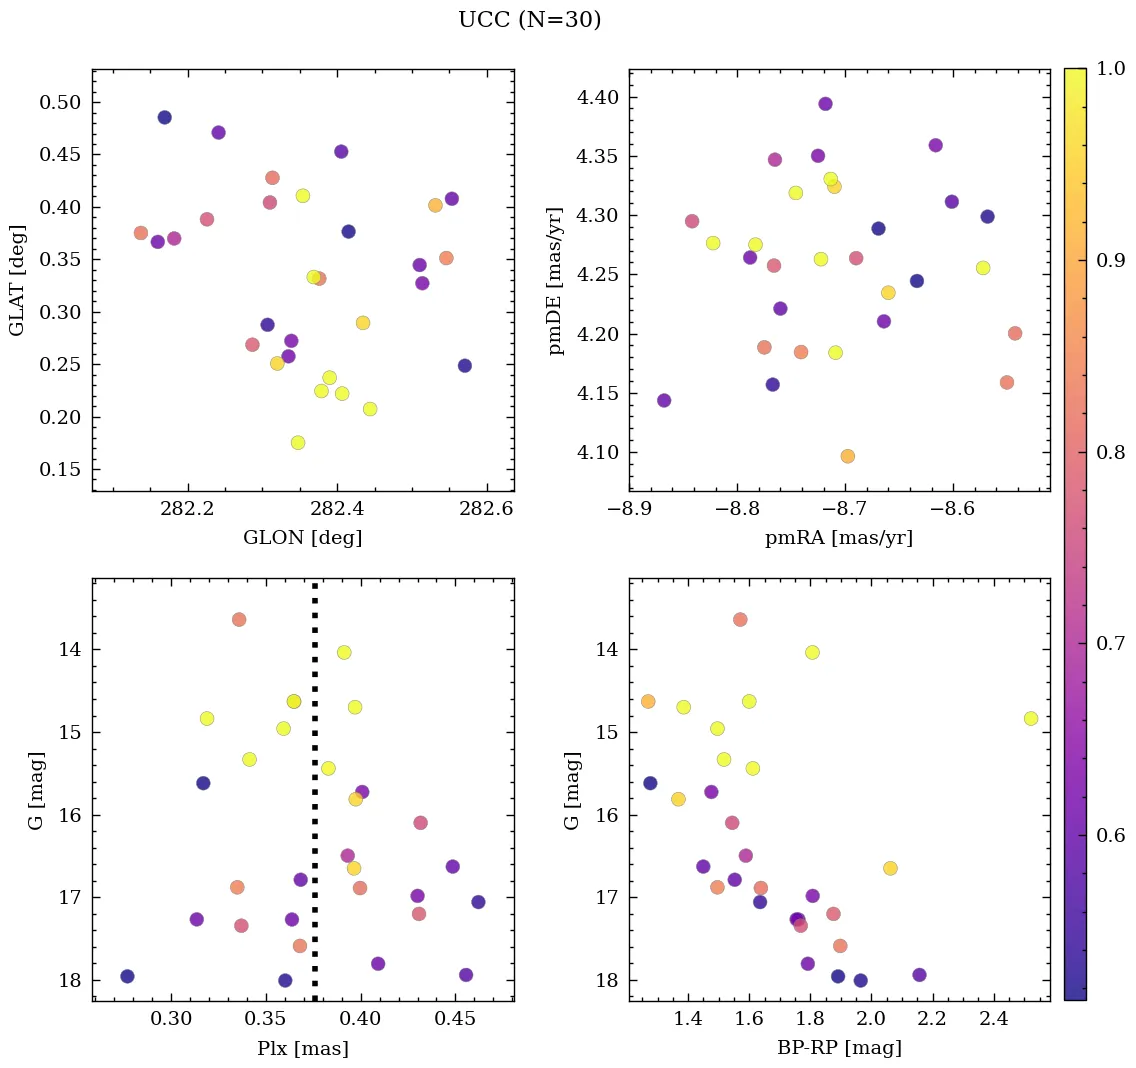 UCC (N=30)
0.50
0.45
0.40
0.35
0.30
0.25
0.20
0.15
GLAT [deg]
282.2 282.4 282.6
GLON [deg]
4.40
4.35
4.30
4.25
4.20
4.15
4.10
pmDE [mas/yr]
−8.9 −8.8 −8.7 −8.6
pmRA [mas/yr]
14
15
16
17
18
G [mag]
0.30 0.35 0.40 0.45
Plx [mas]
14
15
16
17
18
G [mag]
1.4 1.6 1.8 2.0 2.2 2.4
BP-RP [mag]
1.0
0.9
0.8
0.7
0.6